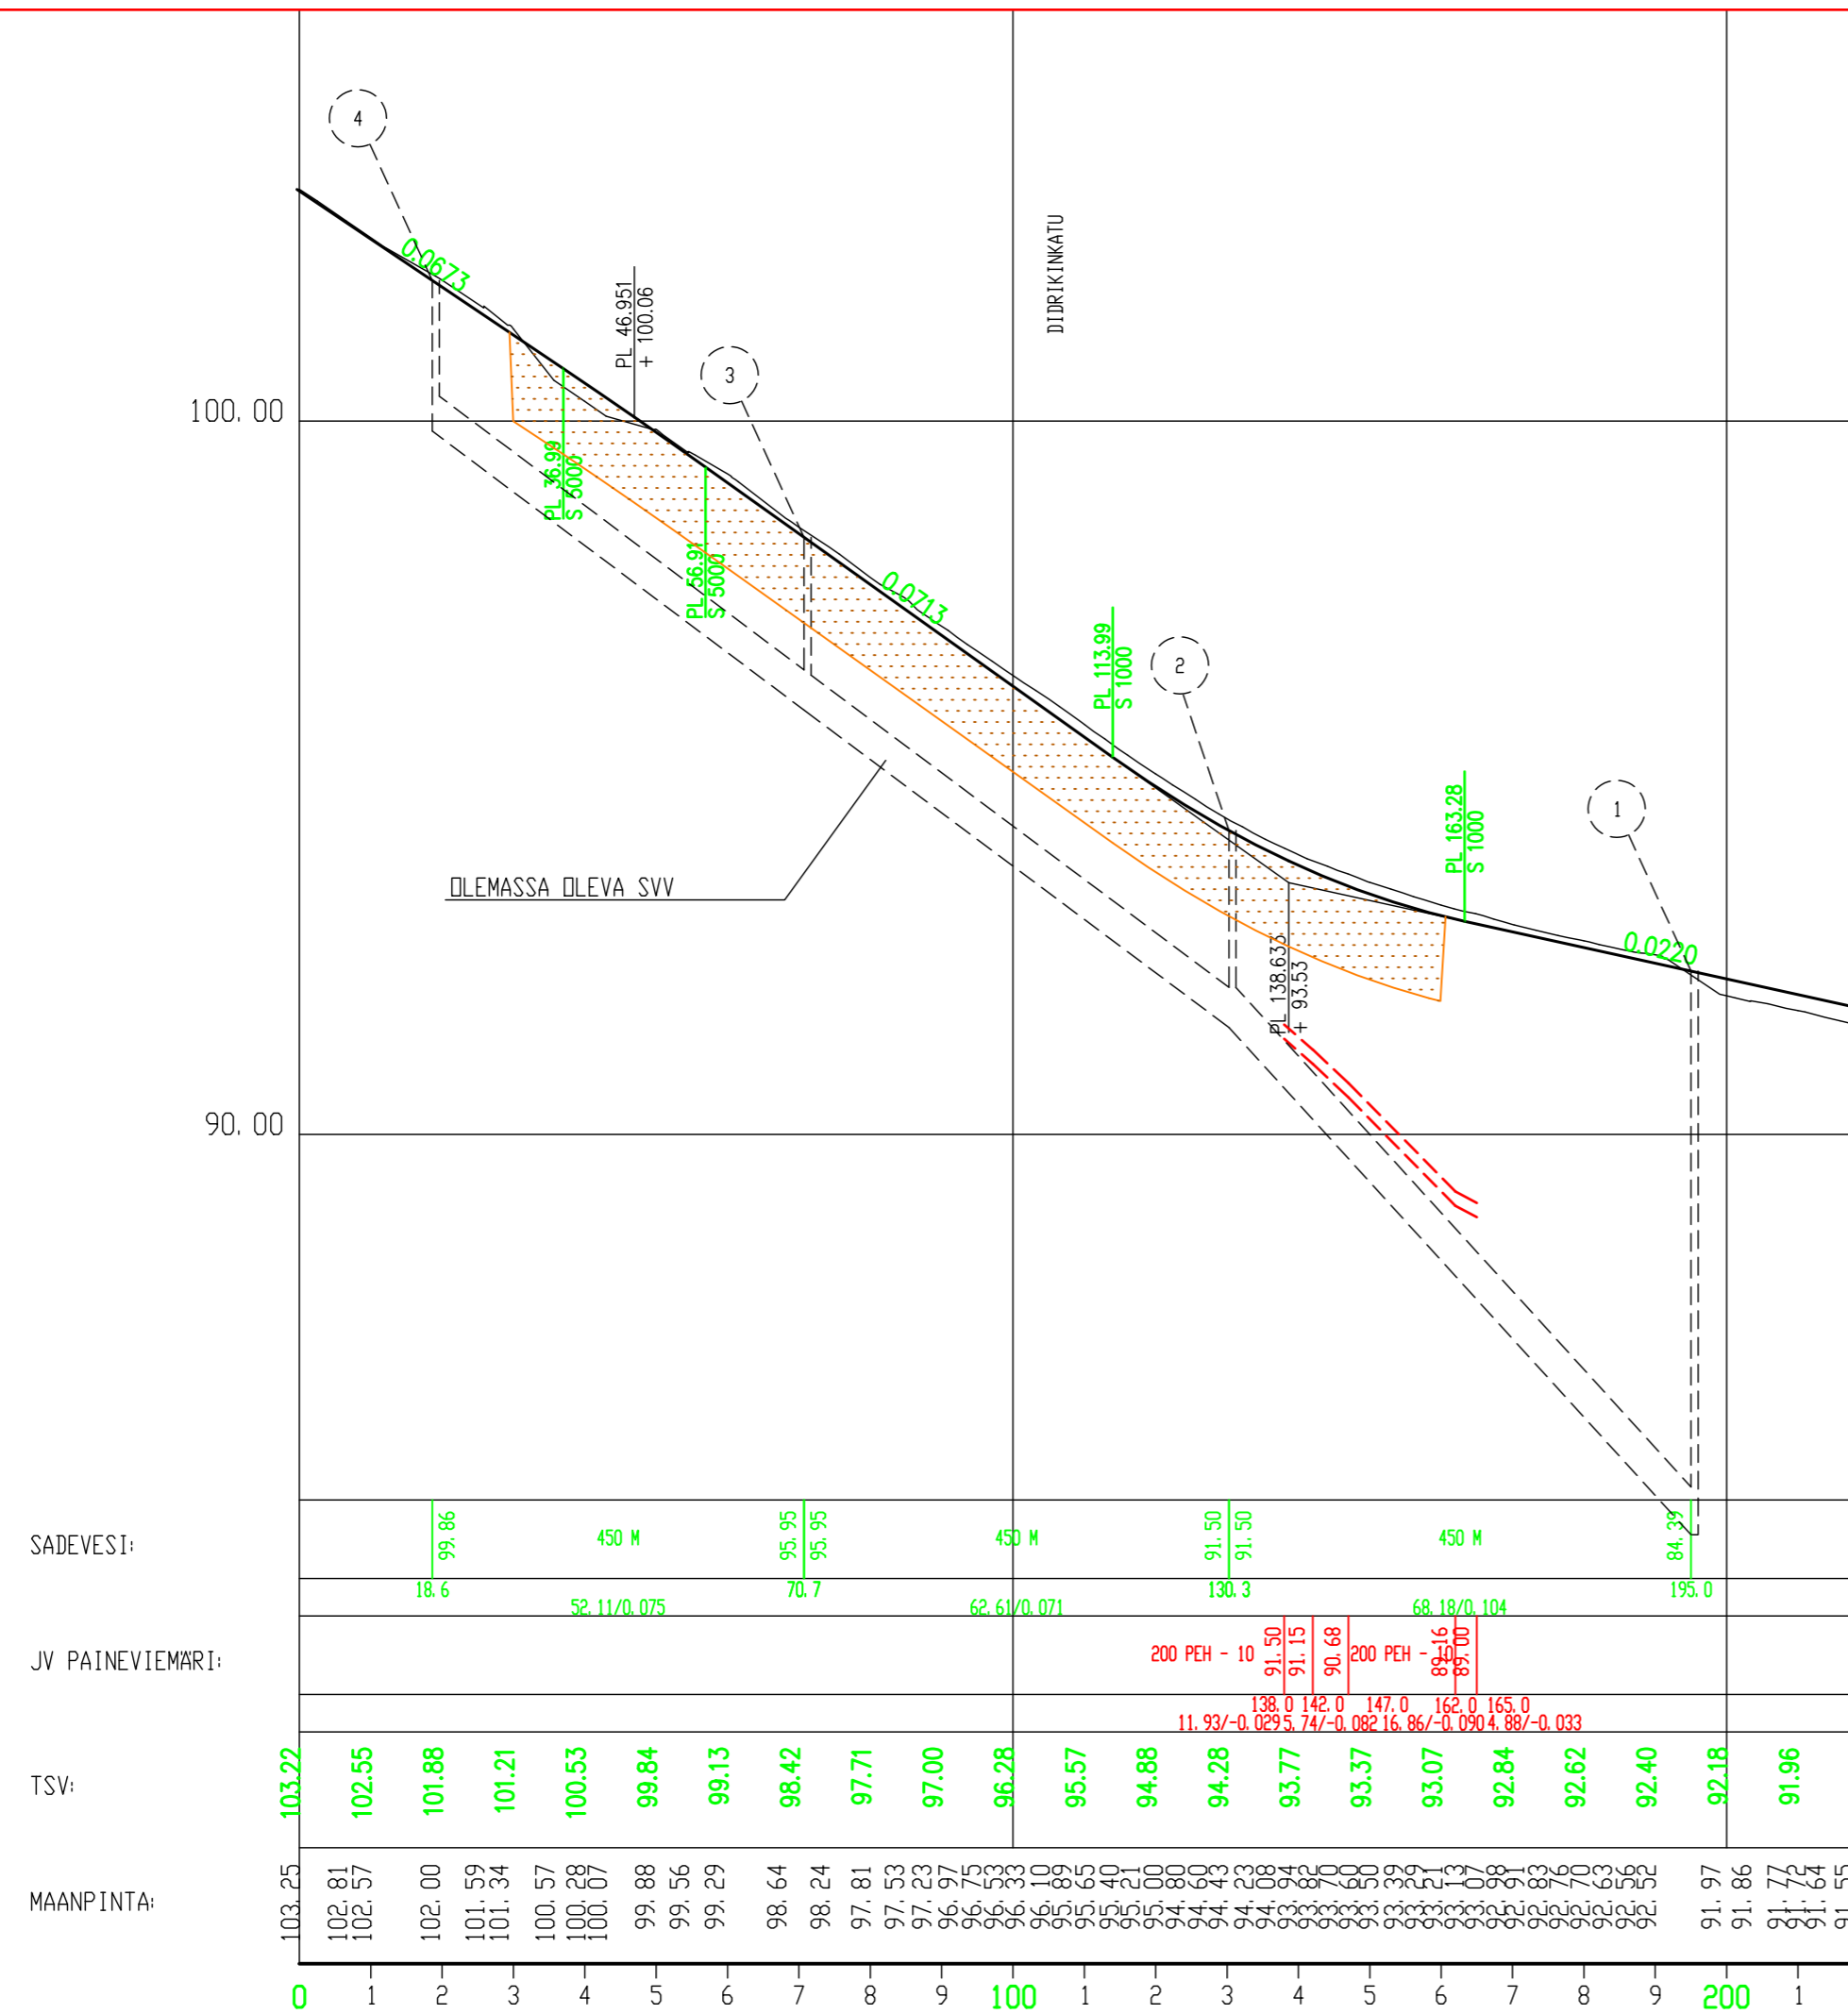 4
0.0673
PL 46.951
+ 100.06
DIDRIKINKATU
3
100.00
PL 36.99
S 5000
PL 56.91
S 5000
0.0713
PL 113.99
S 1000
2
PL 163.28
S 1000
1
OLEMASSA OLEVA SVV
0.0220
PL 138.633
+ 93.53
90.00
SADEVESI:
99.86 450 M 95.95 95.95 450 M 91.50 91.50 450 M 84.39
18.6 70.7 130.3 195.0
52.11/0.075 62.61/0.071 68.18/0.104
JV PAINEVIEMÄRI:
200 PEH - 10 91.50 91.15 90.68 200 PEH - 10 89.16 89.00
138.0 142.0 147.0 162.0 165.0
11.93/-0.029 5.74/-0.082 16.86/-0.090 4.88/-0.033
TSV:
103.22 102.55 101.88 101.21 100.53 99.84 99.13 98.42 97.71 97.00 96.28 95.57 94.88 94.28 93.77 93.37 93.07 92.84 92.62 92.40 92.18 91.96
MAANPINTA:
103.25 102.81 102.57 102.00 101.59 101.34 100.57 100.28 100.07 99.88 99.56 99.29 98.64 98.24 97.81 97.53 97.23 96.97 96.75 96.53 96.33 96.10 95.89 95.65 95.40 95.21 95.00 94.80 94.60 94.43 94.23 94.08 93.94 93.82 93.70 93.60 93.50 93.39 93.29 93.21 93.13 93.07 92.98 92.91 92.83 92.76 92.70 92.63 92.56 92.52 91.97 91.86 91.77 91.72 91.64 91.55
0 1 2 3 4 5 6 7 8 9 100 1 2 3 4 5 6 7 8 9 200 1